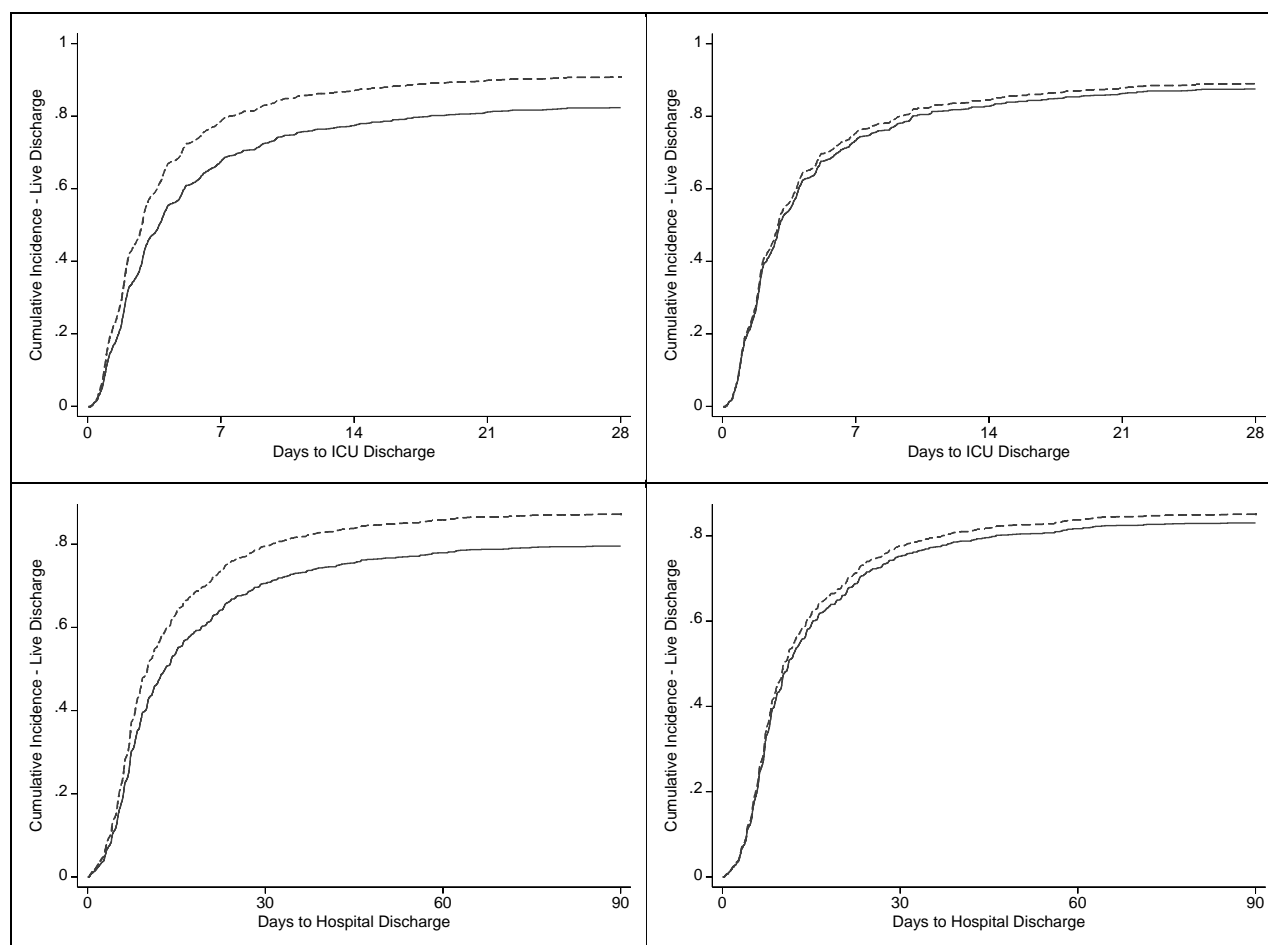 Cumulative Incidence - Live Discharge
1
.8
.6
.4
.2
0
0 7 14 21 28
Days to ICU Discharge
Cumulative Incidence - Live Discharge
1
.8
.6
.4
.2
0
0 7 14 21 28
Days to ICU Discharge
Cumulative Incidence - Live Discharge
.8
.6
.4
.2
0
0 30 60 90
Days to Hospital Discharge
Cumulative Incidence - Live Discharge
.8
.6
.4
.2
0
0 30 60 90
Days to Hospital Discharge